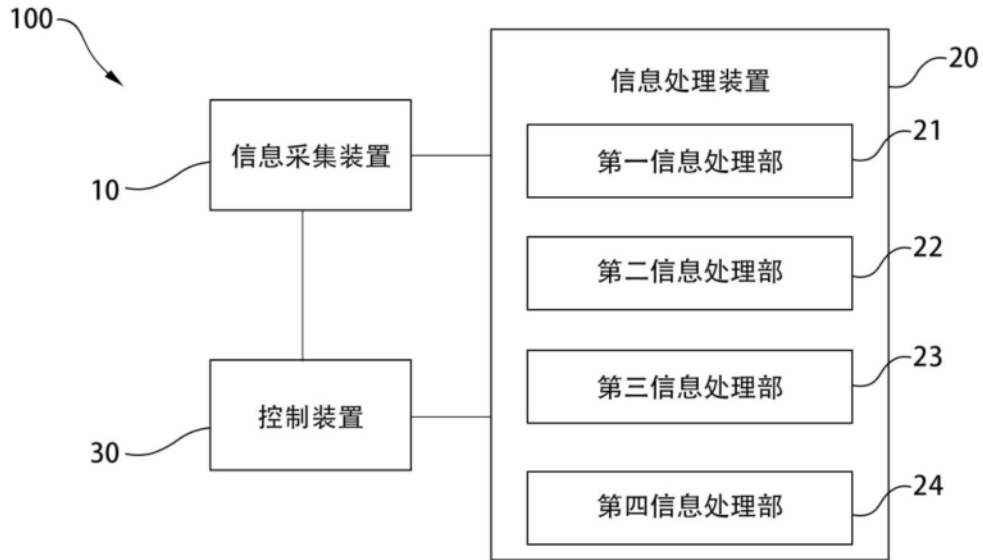 100
信息处理装置
20
信息采集装置
10
第一信息处理部
21
第二信息处理部
22
第三信息处理部
23
控制装置
30
第四信息处理部
24